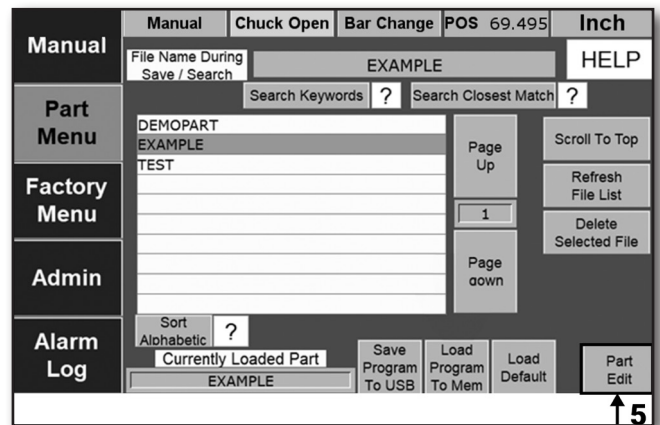 Manual
Chuck Open
Bar Change
POS 69.495
Inch
Manual
Part
Menu
Factory
Menu
Admin
Alarm
Log
File Name During
Save / Search
EXAMPLE
HELP
Search Keywords
?
Search Closest Match
?
DEMOPART
EXAMPLE
TEST
Page
Up
1
Page
down
Scroll To Top
Refresh
File List
Delete
Selected File
Sort
Alphabetic
?
Currently Loaded Part
EXAMPLE
Save
Program
To USB
Load
Program
To Mem
Load
Default
Part
Edit
5